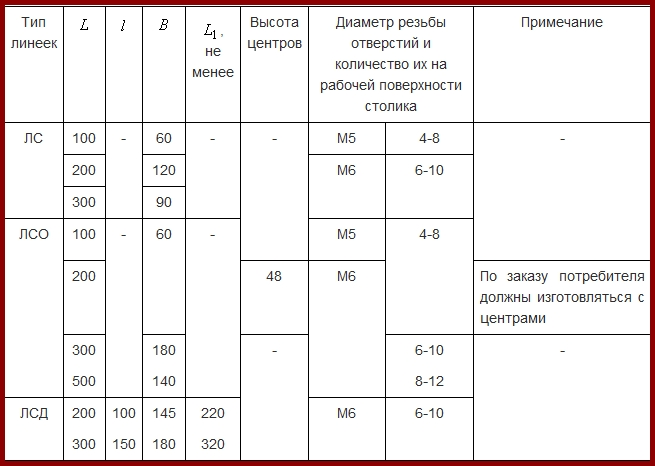 Тип линеек L l B L₁, не менее Высота центров Диаметр резьбы отверстий и количество их на рабочей поверхности столика Примечание
ЛС 100 - 60 - - М5 4-8 -
200 120 М6 6-10
300 90
ЛСО 100 - 60 - М5 4-8
200 48 М6 По заказу потребителя должны изготовляться с центрами
300 180 - 6-10 -
500 140 8-12
ЛСД 200 100 145 220 М6 6-10
300 150 180 320